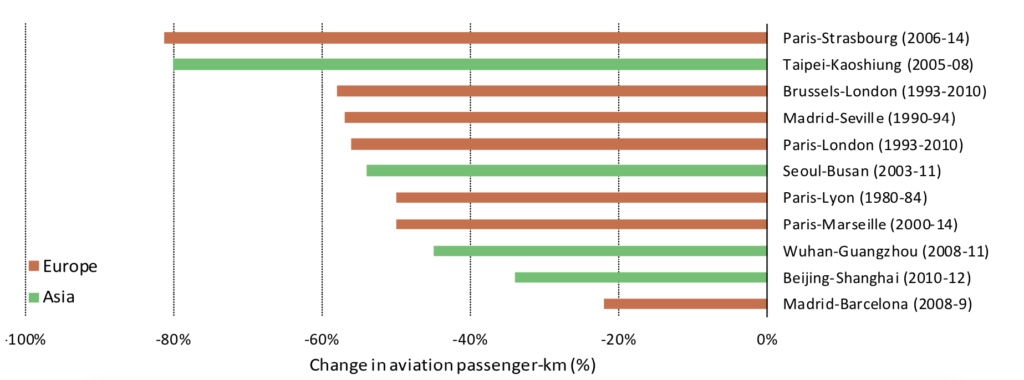 Paris-Strasbourg (2006-14)
Taipei-Kaoshiung (2005-08)
Brussels-London (1993-2010)
Madrid-Seville (1990-94)
Paris-London (1993-2010)
Seoul-Busan (2003-11)
Paris-Lyon (1980-84)
Paris-Marseille (2000-14)
Wuhan-Guangzhou (2008-11)
Europe
Beijing-Shanghai (2010-12)
Asia
Madrid-Barcelona (2008-9)
-100% -80% -60% -40% -20% 0%
Change in aviation passenger-km (%)